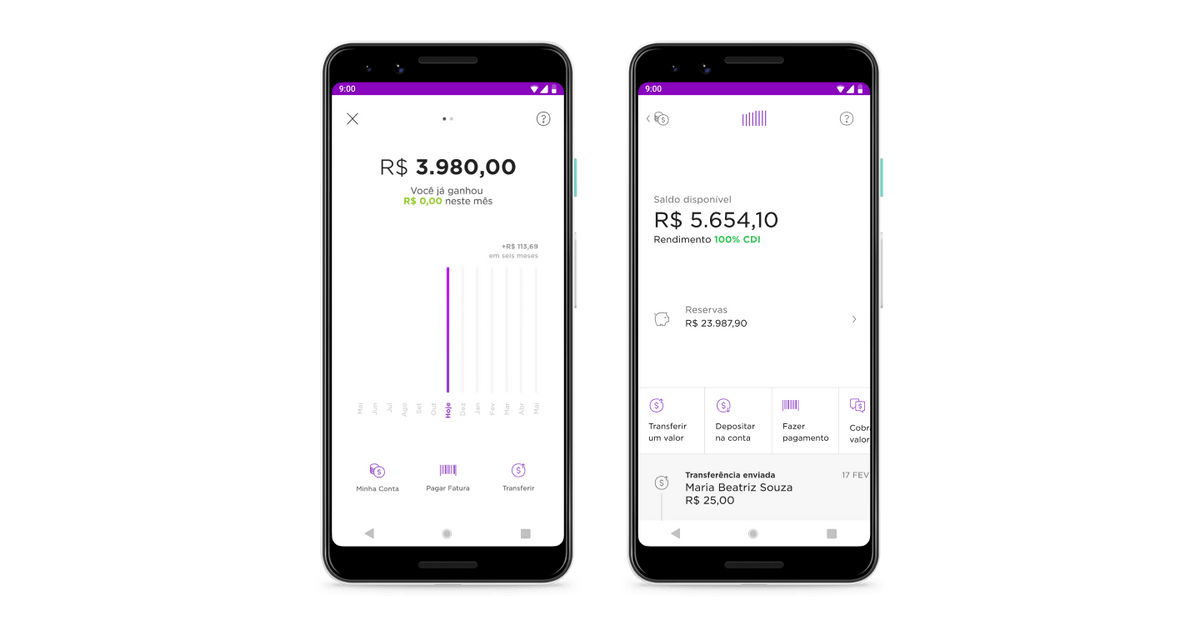 9:00
R$ 3.980,00
Você já ganhou
R$ 0,00 neste mês
+R$ 113,69
em seis meses
Mai
Jun
Jul
Ago
Set
Out
Hoje
Dez
Jan
Fev
Mar
Abr
Mai
Minha Conta
Pagar Fatura
Transferir
9:00
Saldo disponível
R$ 5.654,10
Rendimento 100% CDI
Reservas
R$ 23.987,90
Transferir
um valor
Depositar
na conta
Fazer
pagamento
Cobr
valor
Transferência enviada
17 FEV
Maria Beatriz Souza
R$ 25,00